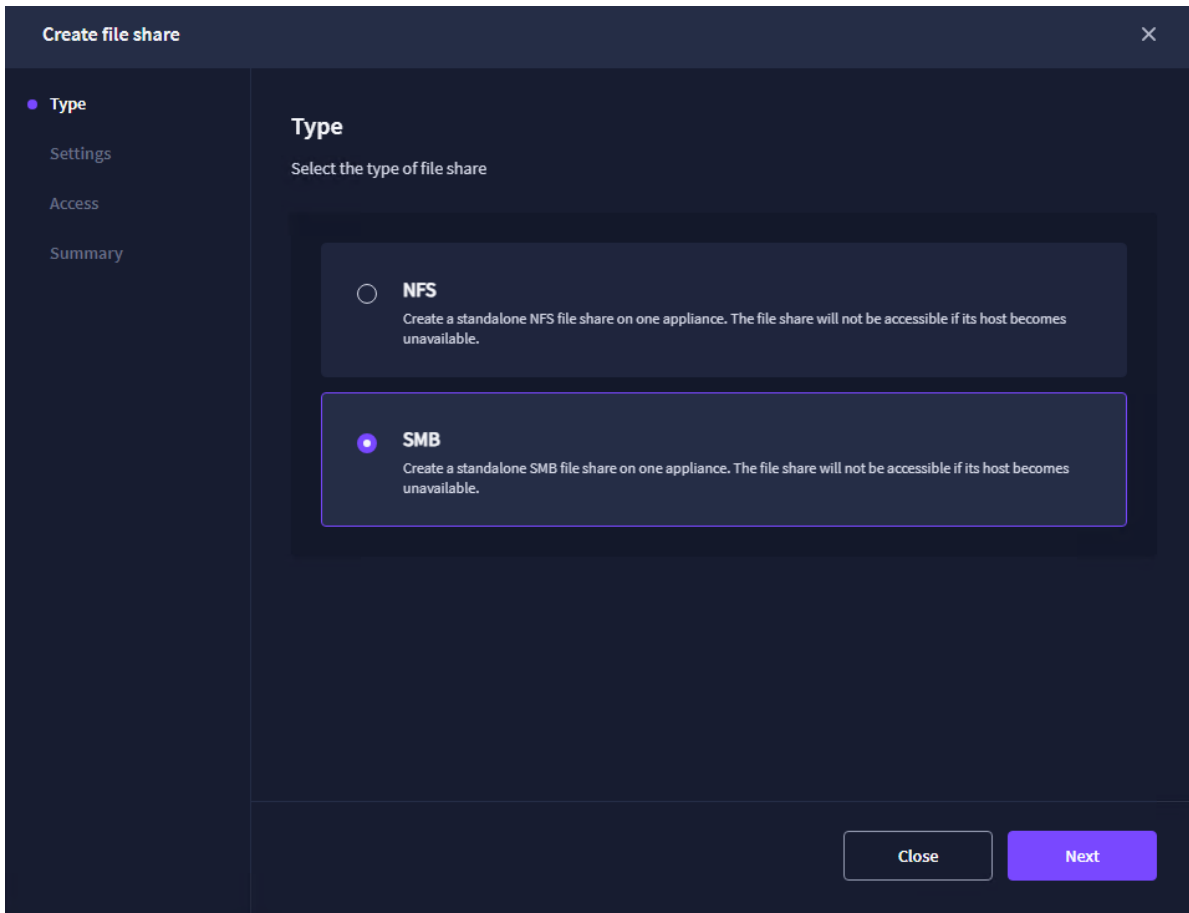 Create file share
Type
Settings
Access
Summary
Type
Select the type of file share
NFS
Create a standalone NFS file share on one appliance. The file share will not be accessible if its host becomes
unavailable.
SMB
Create a standalone SMB file share on one appliance. The file share will not be accessible if its host becomes
unavailable.
Close
Next